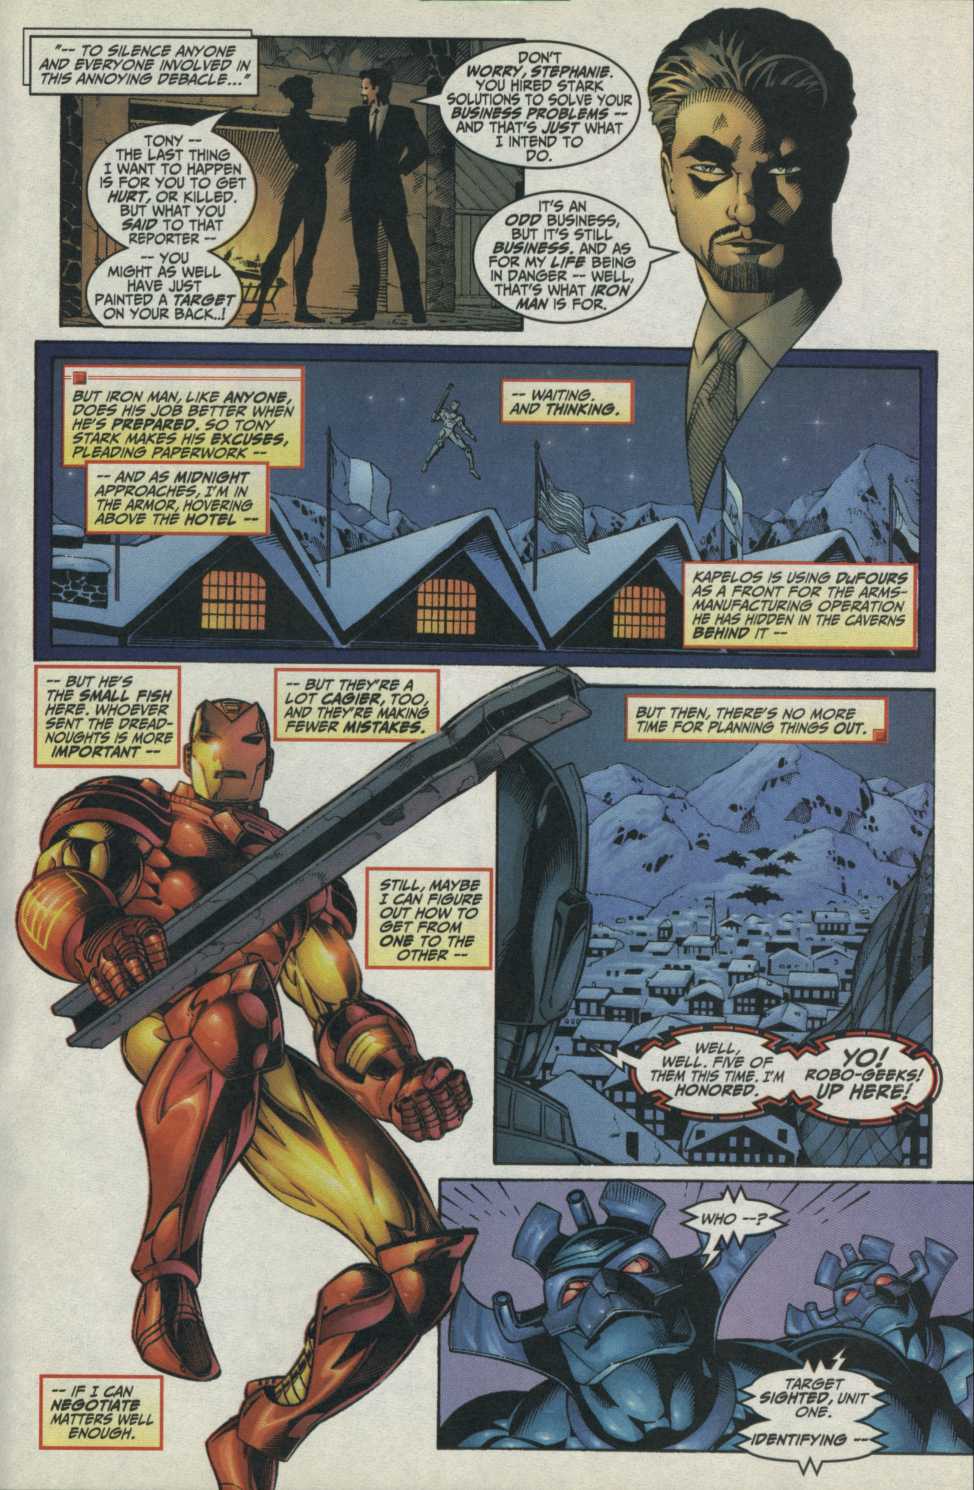 "-- TO SILENCE ANYONE
AND EVERYONE INVOLVED IN
THIS ANNOYING DEBACLE..."
TONY --
THE LAST THING
I WANT TO HAPPEN
IS FOR YOU TO GET
HURT, OR KILLED.
BUT WHAT YOU
SAID TO THAT
REPORTER --
-- YOU
MIGHT AS WELL
HAVE JUST
PAINTED A TARGET
ON YOUR BACK..!
DON'T
WORRY, STEPHANIE.
YOU HIRED STARK
SOLUTIONS TO SOLVE YOUR
BUSINESS PROBLEMS --
AND THAT'S JUST WHAT
I INTEND TO
DO.
IT'S AN
ODD BUSINESS,
BUT IT'S STILL
BUSINESS. AND AS
FOR MY LIFE BEING
IN DANGER -- WELL,
THAT'S WHAT IRON
MAN IS FOR.
BUT IRON MAN, LIKE ANYONE,
DOES HIS JOB BETTER WHEN
HE'S PREPARED. SO TONY
STARK MAKES HIS EXCUSES,
PLEADING PAPERWORK --
-- AND AS MIDNIGHT
APPROACHES, I'M IN
THE ARMOR, HOVERING
ABOVE THE HOTEL --
-- WAITING.
AND THINKING.
KAPELOS IS USING DuFOURS
AS A FRONT FOR THE ARMS-
MANUFACTURING OPERATION
HE HAS HIDDEN IN THE CAVERNS
BEHIND IT --
-- BUT HE'S
THE SMALL FISH
HERE. WHOEVER
SENT THE DREAD-
NOUGHTS IS MORE
IMPORTANT --
-- BUT THEY'RE A
LOT CAGIER, TOO,
AND THEY'RE MAKING
FEWER MISTAKES.
STILL, MAYBE
I CAN FIGURE
OUT HOW TO
GET FROM
ONE TO THE
OTHER --
-- IF I CAN
NEGOTIATE
MATTERS WELL
ENOUGH.
BUT THEN, THERE'S NO MORE
TIME FOR PLANNING THINGS OUT.
WELL,
WELL. FIVE OF
THEM THIS TIME. I'M
HONORED.
YO!
ROBO-GEEKS!
UP HERE!
WHO --?
TARGET
SIGHTED, UNIT
ONE.
IDENTIFYING --